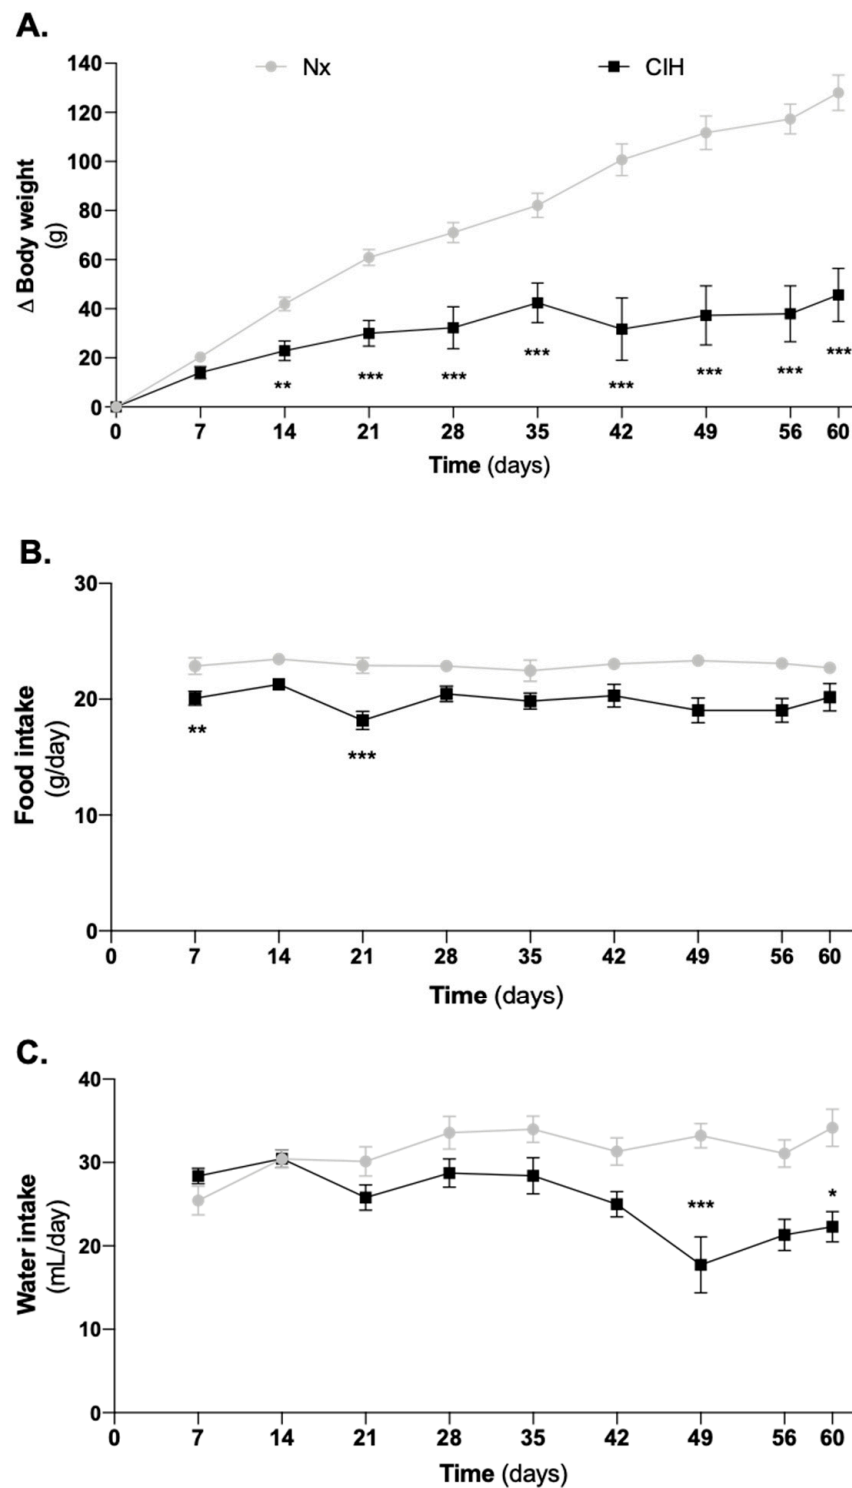 A.
Nx CIH
140
120
100
80
60
40
20
0
Δ Body weight
(g)
** *** *** *** *** *** *** ***
0 7 14 21 28 35 42 49 56 60
Time (days)
B.
30
20
10
0
Food intake
(g/day)
** ***
0 7 14 21 28 35 42 49 56 60
Time (days)
C.
40
30
20
10
0
Water intake
(mL/day)
*** *
0 7 14 21 28 35 42 49 56 60
Time (days)